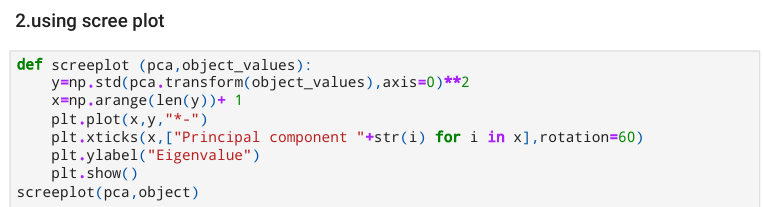 2.using scree plot
def screeplot (pca,object_values):
    y=np.std(pca.transform(object_values),axis=0)**2
    x=np.arange(len(y))+ 1
    plt.plot(x,y,"*-")
    plt.xticks(x,["Principal component "+str(i) for i in x],rotation=60)
    plt.ylabel("Eigenvalue")
    plt.show()
screeplot(pca,object)